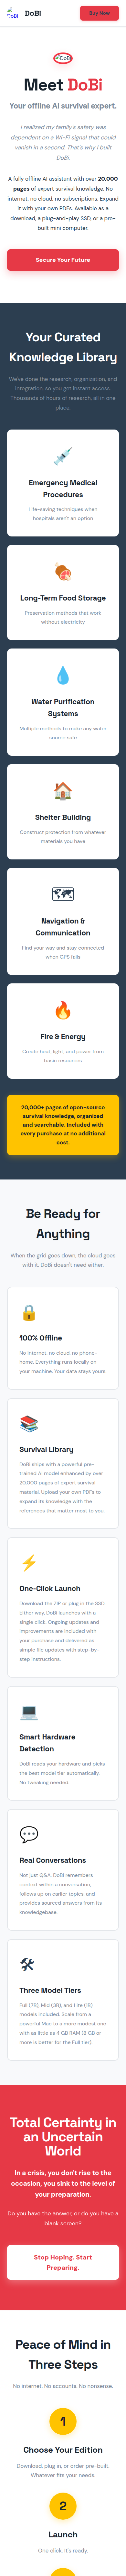 DoBi
DoBi
Buy Now
DoBi
Meet DoBi
Your offline AI survival expert.
I realized my family's safety was
dependent on a Wi-Fi signal that could
vanish in a second. That's why I built
DoBi.
A fully offline AI assistant with over 20,000
pages of expert survival knowledge. No
internet, no cloud, no subscriptions. Expand
it with your own PDFs. Available as a
download, a plug-and-play SSD, or a pre-
built mini computer.
Secure Your Future
Your Curated
Knowledge Library
We've done the research, organization, and
integration, so you get instant access.
Thousands of hours of research, all in one
place.
Emergency Medical
Procedures
Life-saving techniques when
hospitals aren't an option
Long-Term Food Storage
Preservation methods that work
without electricity
Water Purification
Systems
Multiple methods to make any water
source safe
Shelter Building
Construct protection from whatever
materials you have
Navigation &
Communication
Find your way and stay connected
when GPS fails
Fire & Energy
Create heat, light, and power from
basic resources
20,000+ pages of open-source
survival knowledge, organized
and searchable. Included with
every purchase at no additional
cost.
Be Ready for
Anything
When the grid goes down, the cloud goes
with it. DoBi doesn't need either.
100% Offline
No internet, no cloud, no phone-
home. Everything runs locally on
your machine. Your data stays yours.
Survival Library
DoBi ships with a powerful pre-
trained AI model enhanced by over
20,000 pages of expert survival
material. Upload your own PDFs to
expand its knowledge with the
references that matter most to you.
One-Click Launch
Download the ZIP or plug in the SSD.
Either way, DoBi launches with a
single click. Ongoing updates and
improvements are included with
your purchase and delivered as
simple file updates with step-by-
step instructions.
Smart Hardware
Detection
DoBi reads your hardware and picks
the best model tier automatically.
No tweaking needed.
Real Conversations
Not just Q&A; DoBi remembers
context within a conversation,
follows up on earlier topics, and
provides sourced answers from its
knowledgebase.
Three Model Tiers
Full (7B), Mid (3B), and Lite (1B)
models included. Scale from a
powerful Mac to a more modest one
with as little as 4 GB RAM (8 GB or
more is better for the Full tier).
Total Certainty in
an Uncertain
World
In a crisis, you don't rise to the
occasion, you sink to the level of
your preparation.
Do you have the answer, or do you have a
blank screen?
Stop Hoping. Start
Preparing.
Peace of Mind in
Three Steps
No internet. No accounts. No nonsense.
1
Choose Your Edition
Download, plug in, or order pre-built.
Whatever fits your needs.
2
Launch
One click. It's ready.